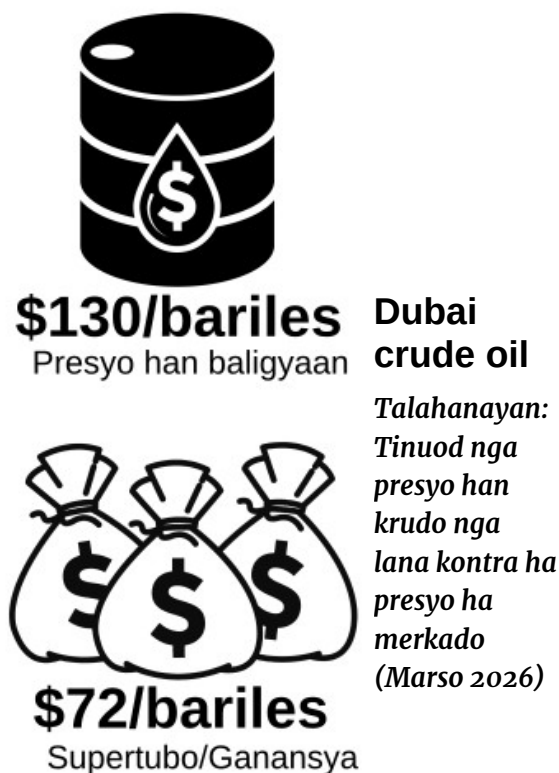 $
$130/bariles
Presyo han baligyaan
Dubai
crude oil
Talahanayan:
Tinuod nga
presyo han
krudo nga
lana kontra ha
presyo ha
merkado
(Marso 2026)
$ $ $
$72/bariles
Supertubo/Ganansya